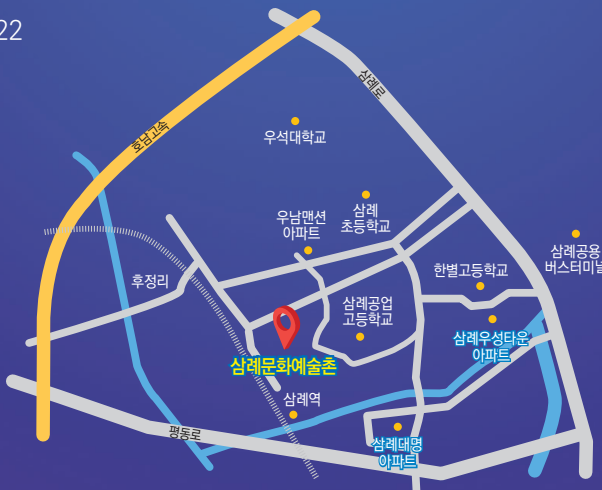 22
삼례로
호남고속
우석대학교
삼례
초등학교
우남맨션
아파트
삼례공용
버스터미널
한별고등학교
후정리
삼례공업
고등학교
삼례우성타운
아파트
삼례문화예술촌
삼례역
평동로
삼례대명
아파트